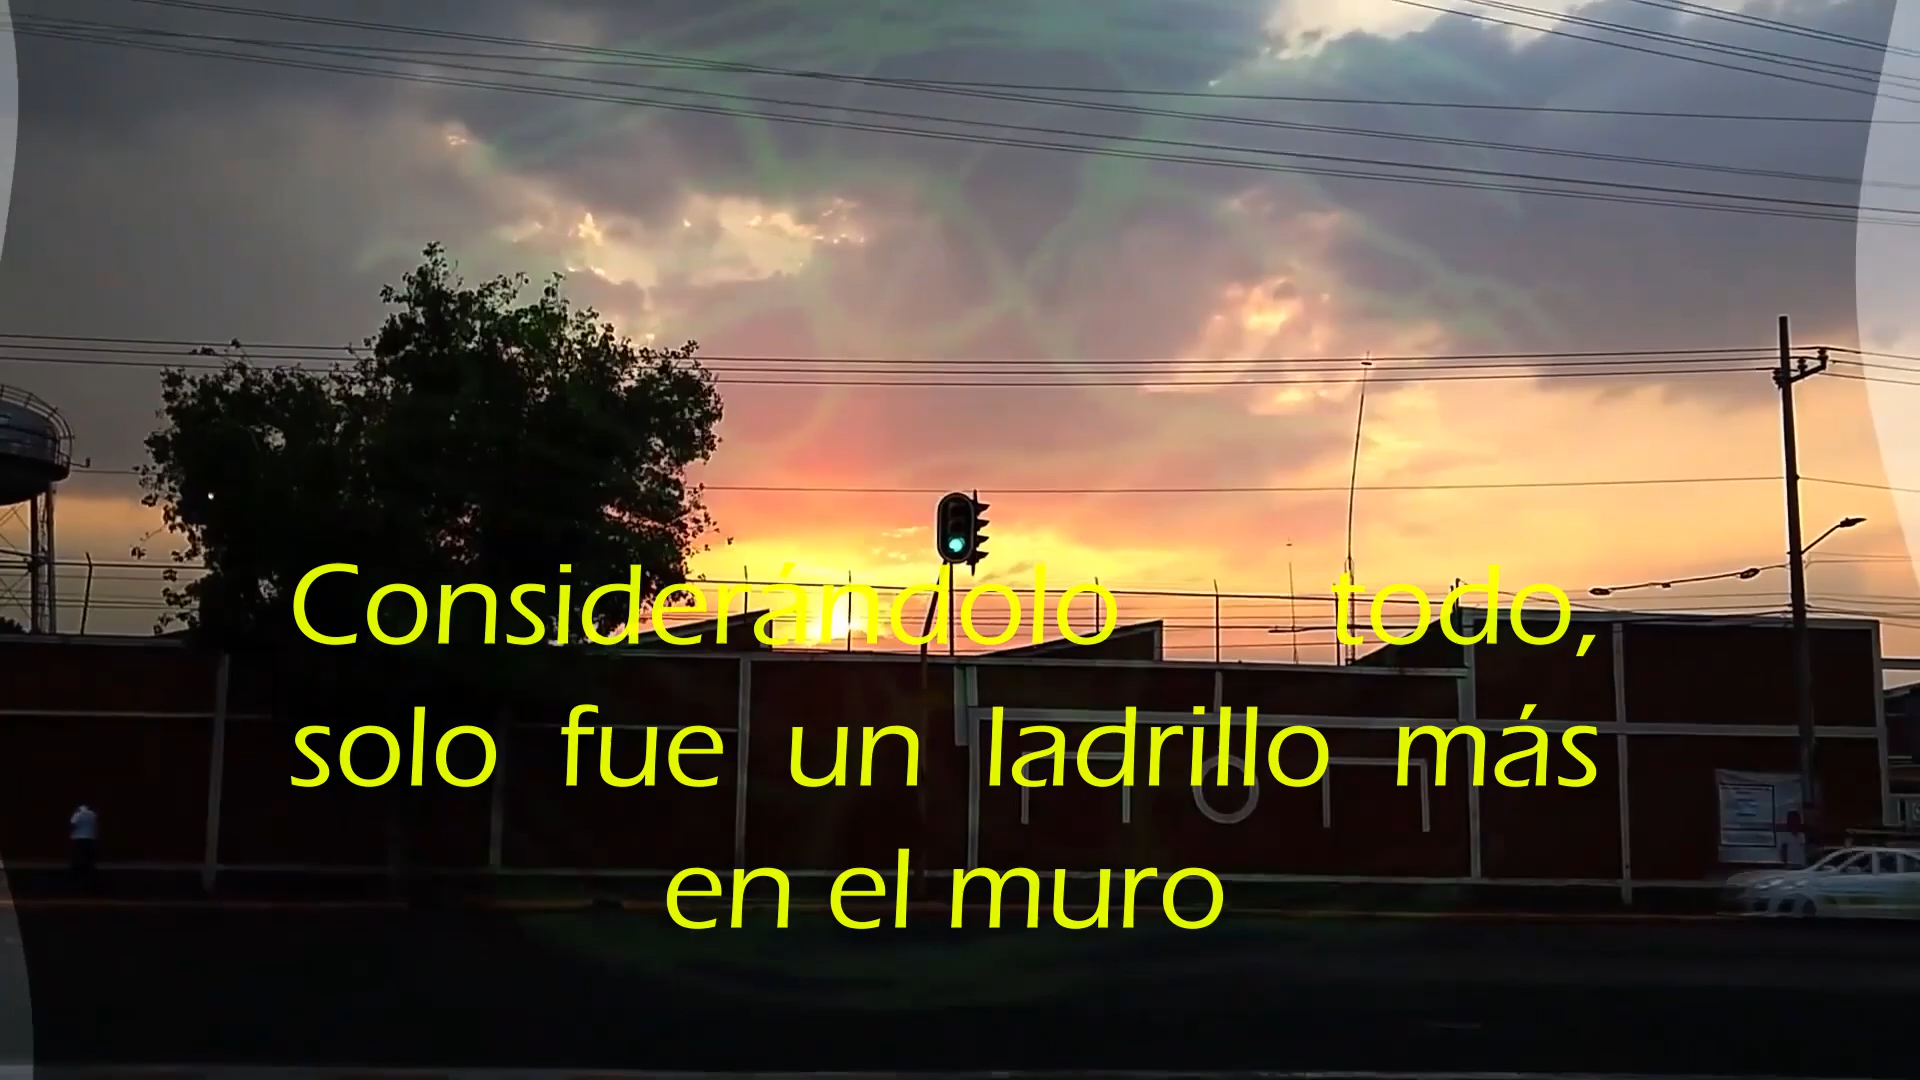 Considerándolo todo,
solo fue un ladrillo más
en el muro